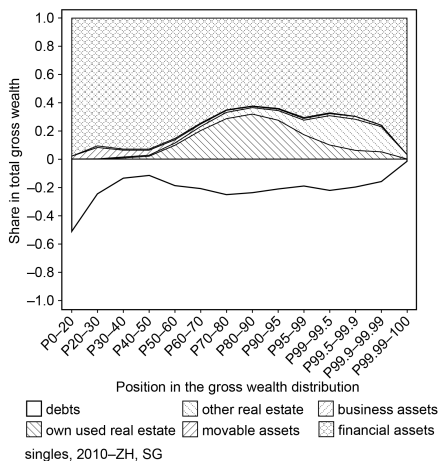 1.0
0.8
0.6
0.4
0.2
0
–0.2
–0.4
–0.6
–0.8
–1.0
Share in total gross wealth
P0–20
P20–30
P30–40
P40–50
P50–60
P60–70
P70–80
P80–90
P90–95
P95–99
P99–99.5
P99.5–99.9
P99.9–99.99
P99.99–100
Position in the gross wealth distribution
debts other real estate business assets
own used real estate movable assets financial assets
singles, 2010–ZH, SG